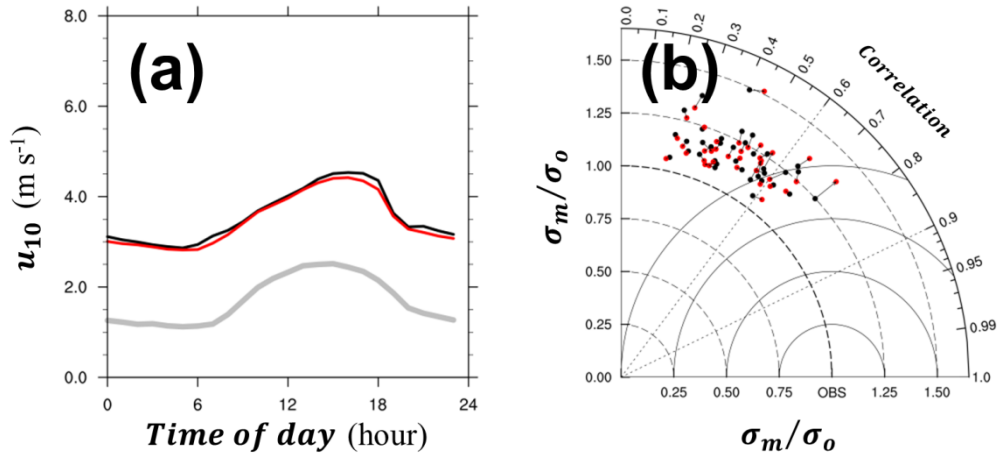 (a)
8.0
6.0
4.0
2.0
0.0
u10 (m s-1)
0 6 12 18 24
Time of day (hour)
(b)
0.0 0.1 0.2 0.3 0.4 0.5 0.6 0.7 0.8 0.9 0.95 0.99 1.0
Correlation
1.50
1.25
1.00
0.75
0.50
0.25
0.00
σm/σo
0.25 0.50 0.75 OBS 1.25 1.50
σm/σo